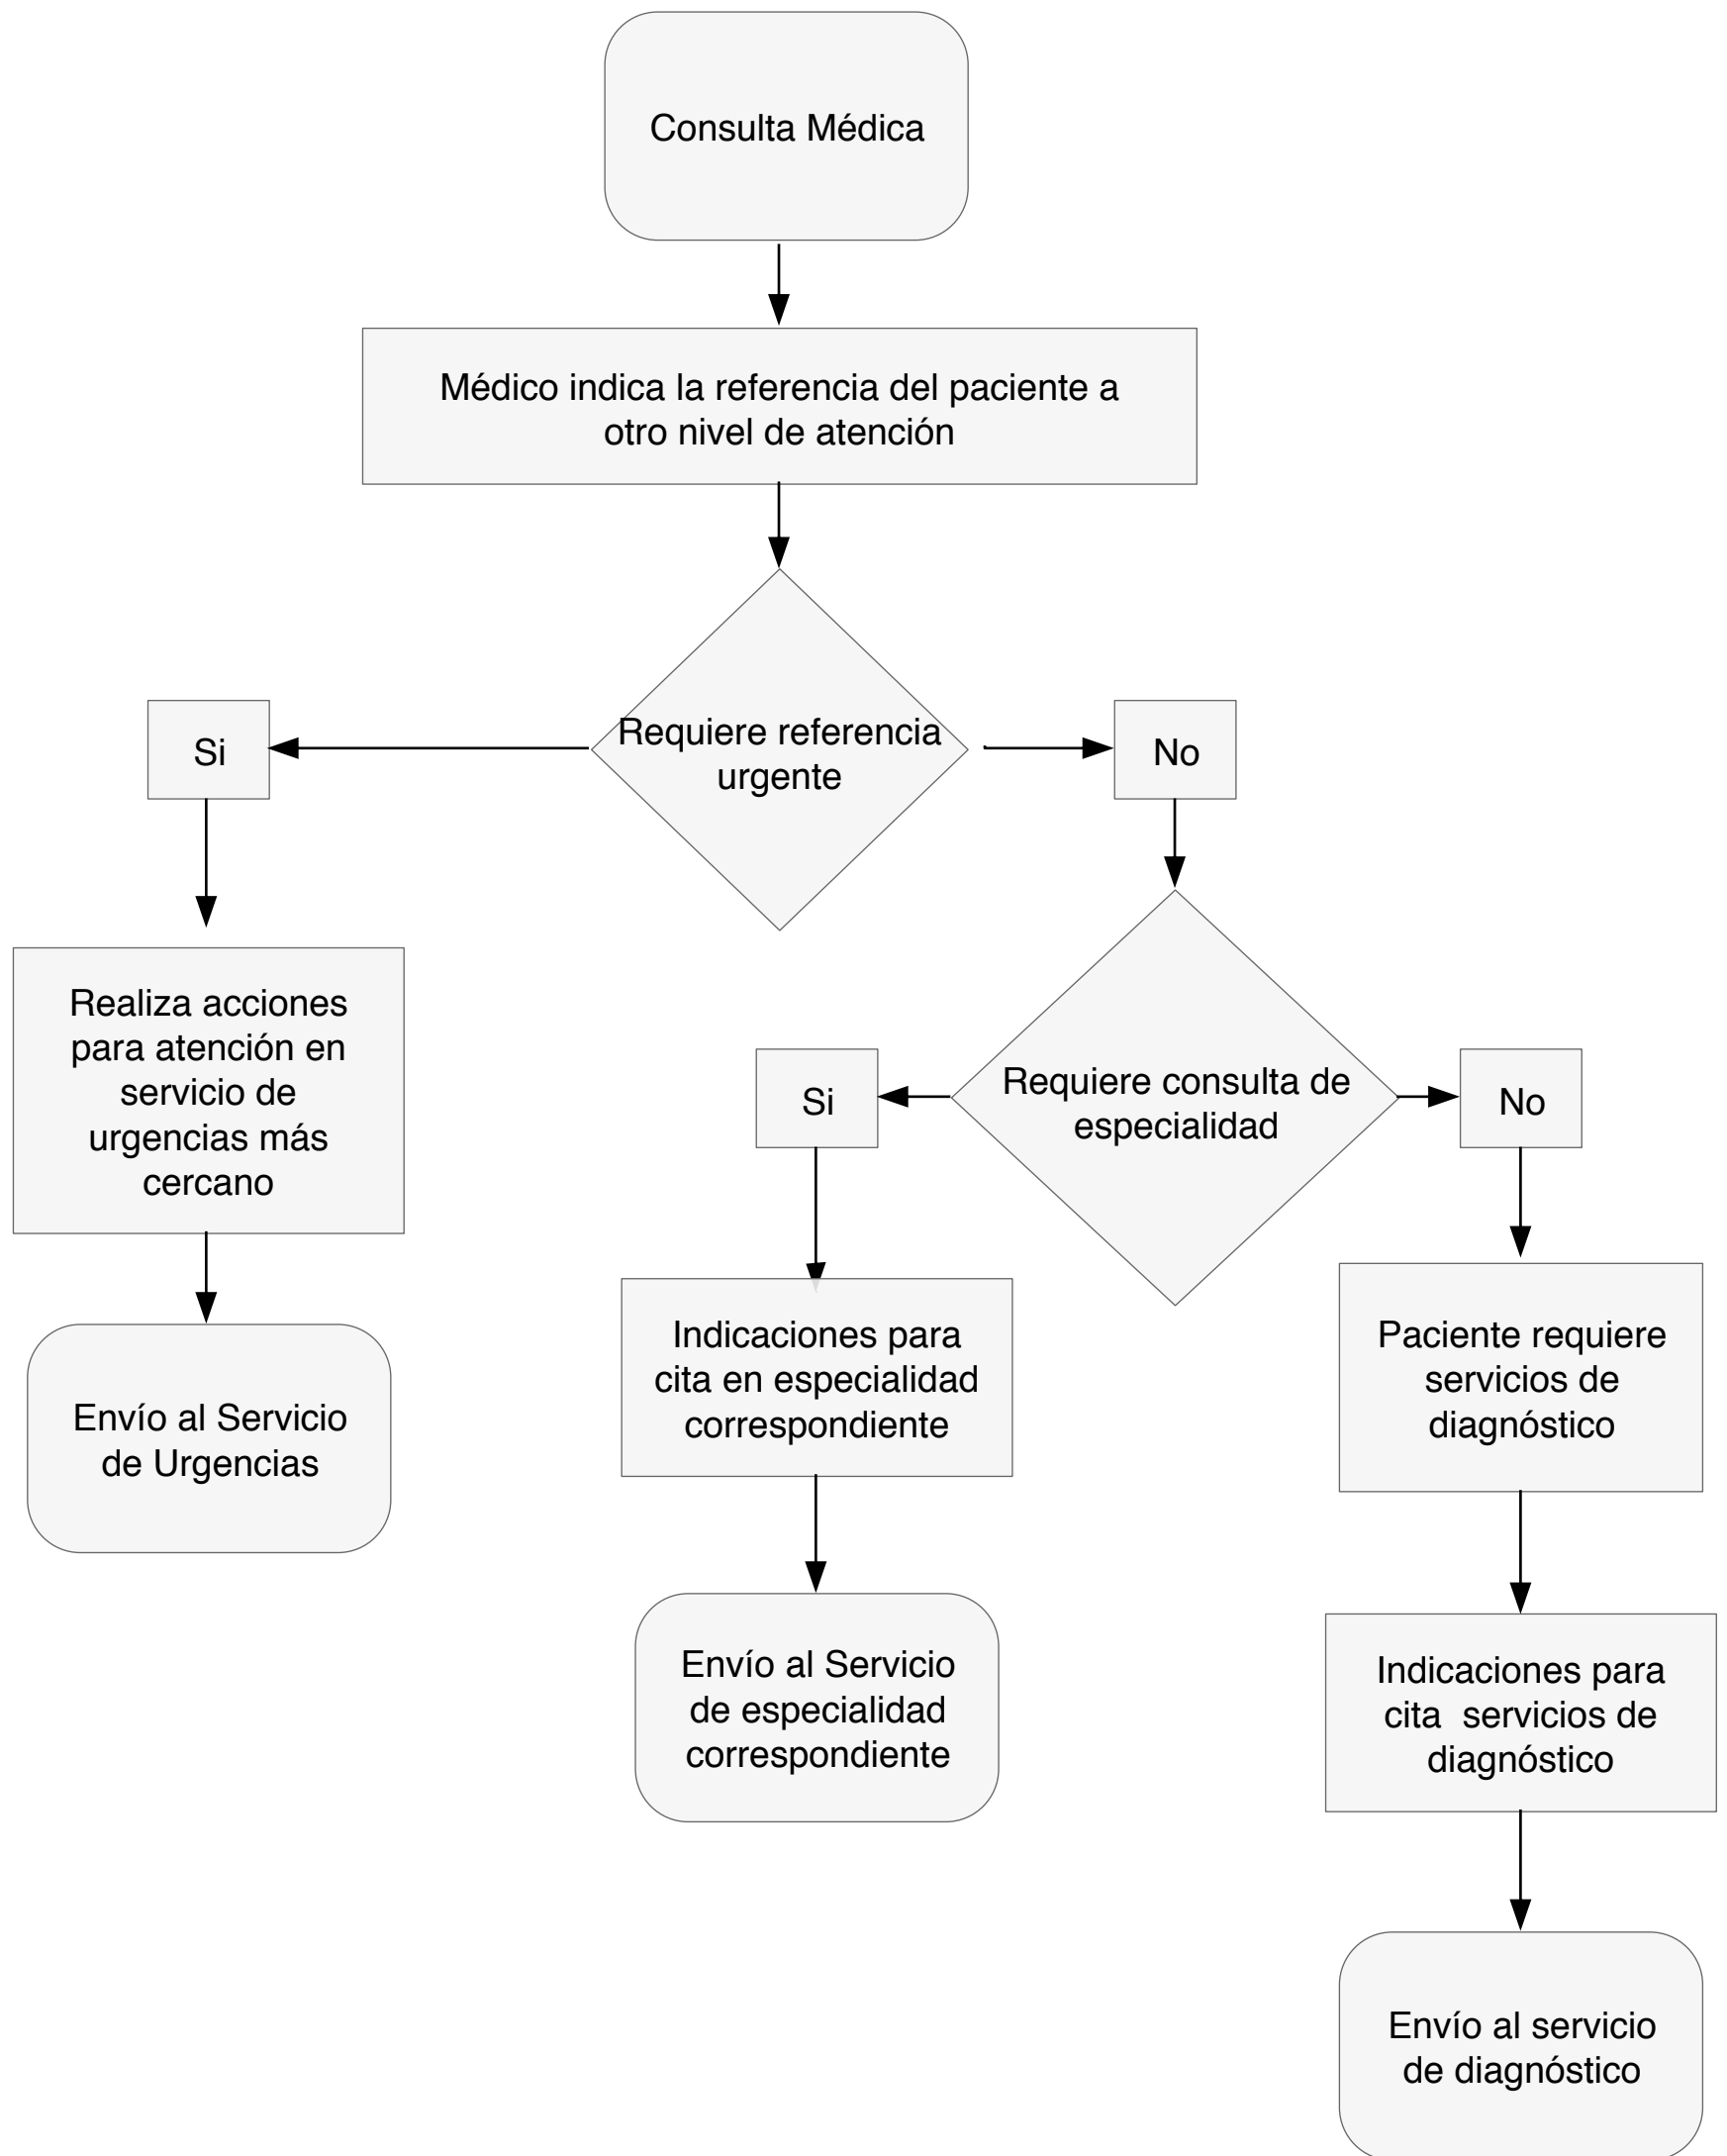 Consulta Médica
Médico indica la referencia del paciente a
otro nivel de atención
Requiere referencia
urgente
Si
No
Realiza acciones
para atención en
servicio de
urgencias más
cercano
Envío al Servicio
de Urgencias
Requiere consulta de
especialidad
Si
No
Indicaciones para
cita en especialidad
correspondiente
Envío al Servicio
de especialidad
correspondiente
Paciente requiere
servicios de
diagnóstico
Indicaciones para
cita  servicios de
diagnóstico
Envío al servicio
de diagnóstico